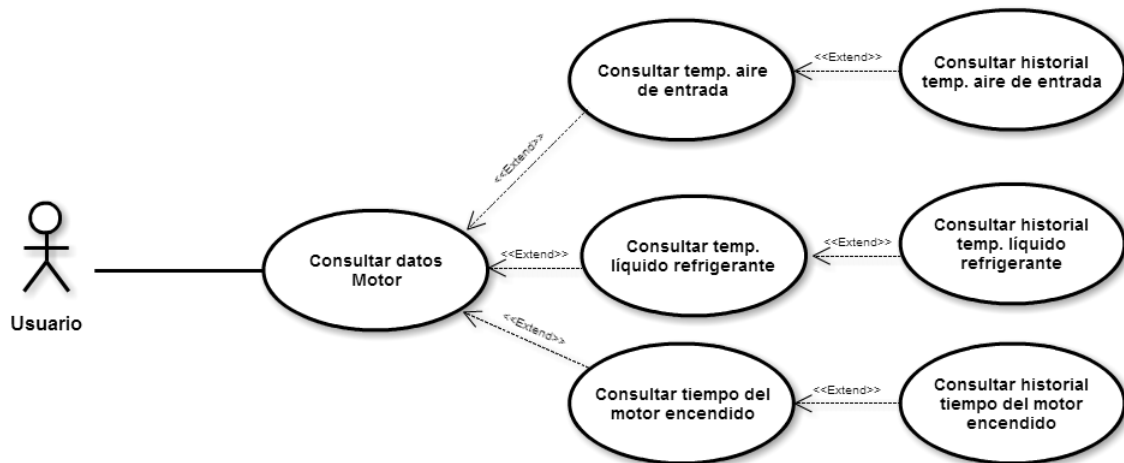 Consultar temp. aire
de entrada
<<Extend>>
Consultar historial
temp. aire de entrada
<<Extend>>
Usuario
Consultar datos
Motor
<<Extend>>
Consultar temp.
líquido refrigerante
<<Extend>>
Consultar historial
temp. líquido
refrigerante
<<Extend>>
Consultar tiempo del
motor encendido
<<Extend>>
Consultar historial
tiempo del motor
encendido